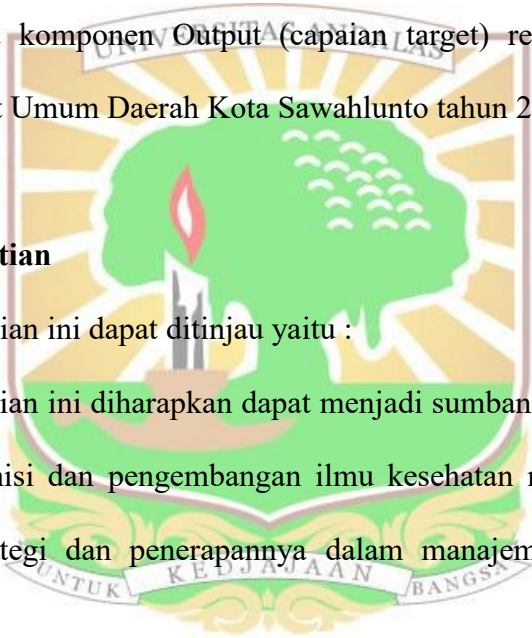 komponen Output (capaian target) re
UNIVERSITAS ANDALAS
Umum Daerah Kota Sawahlunto tahun 2
tian
ian ini dapat ditinjau yaitu :
ian ini diharapkan dapat menjadi sumban
isi dan pengembangan ilmu kesehatan
tegi dan penerapannya dalam manajem
UNTUK KEDJAJAAN BANGSA